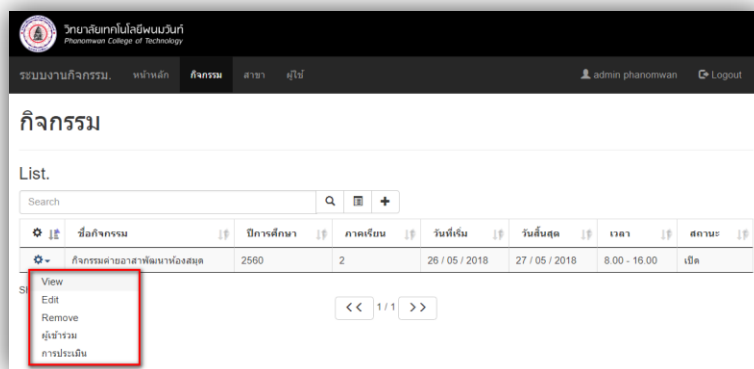 วิทยาลัยเทคโนโลยีพนมวันท์
Phanomwan College of Technology
ระบบงานกิจกรรม. หน้าหลัก กิจกรรม สาขา ผู้ใช้ admin phanomwan Logout
กิจกรรม
List.
Search
ชื่อกิจกรรม ปีการศึกษา ภาคเรียน วันที่เริ่ม วันสิ้นสุด เวลา สถานะ
กิจกรรมค่ายอาสาพัฒนาห้องสมุด 2560 2 26 / 05 / 2018 27 / 05 / 2018 8.00 - 16.00 เปิด
View
Edit
Remove
ผู้เข้าร่วม
การประเมิน
<< 1 / 1 >>